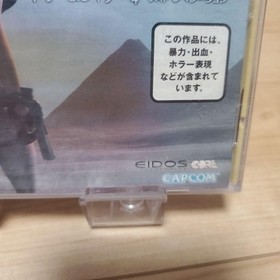 この作品には、
暴力・出血・
ホラー表現
などが含まれて
います。
EIDOS CORE
CAPCOM